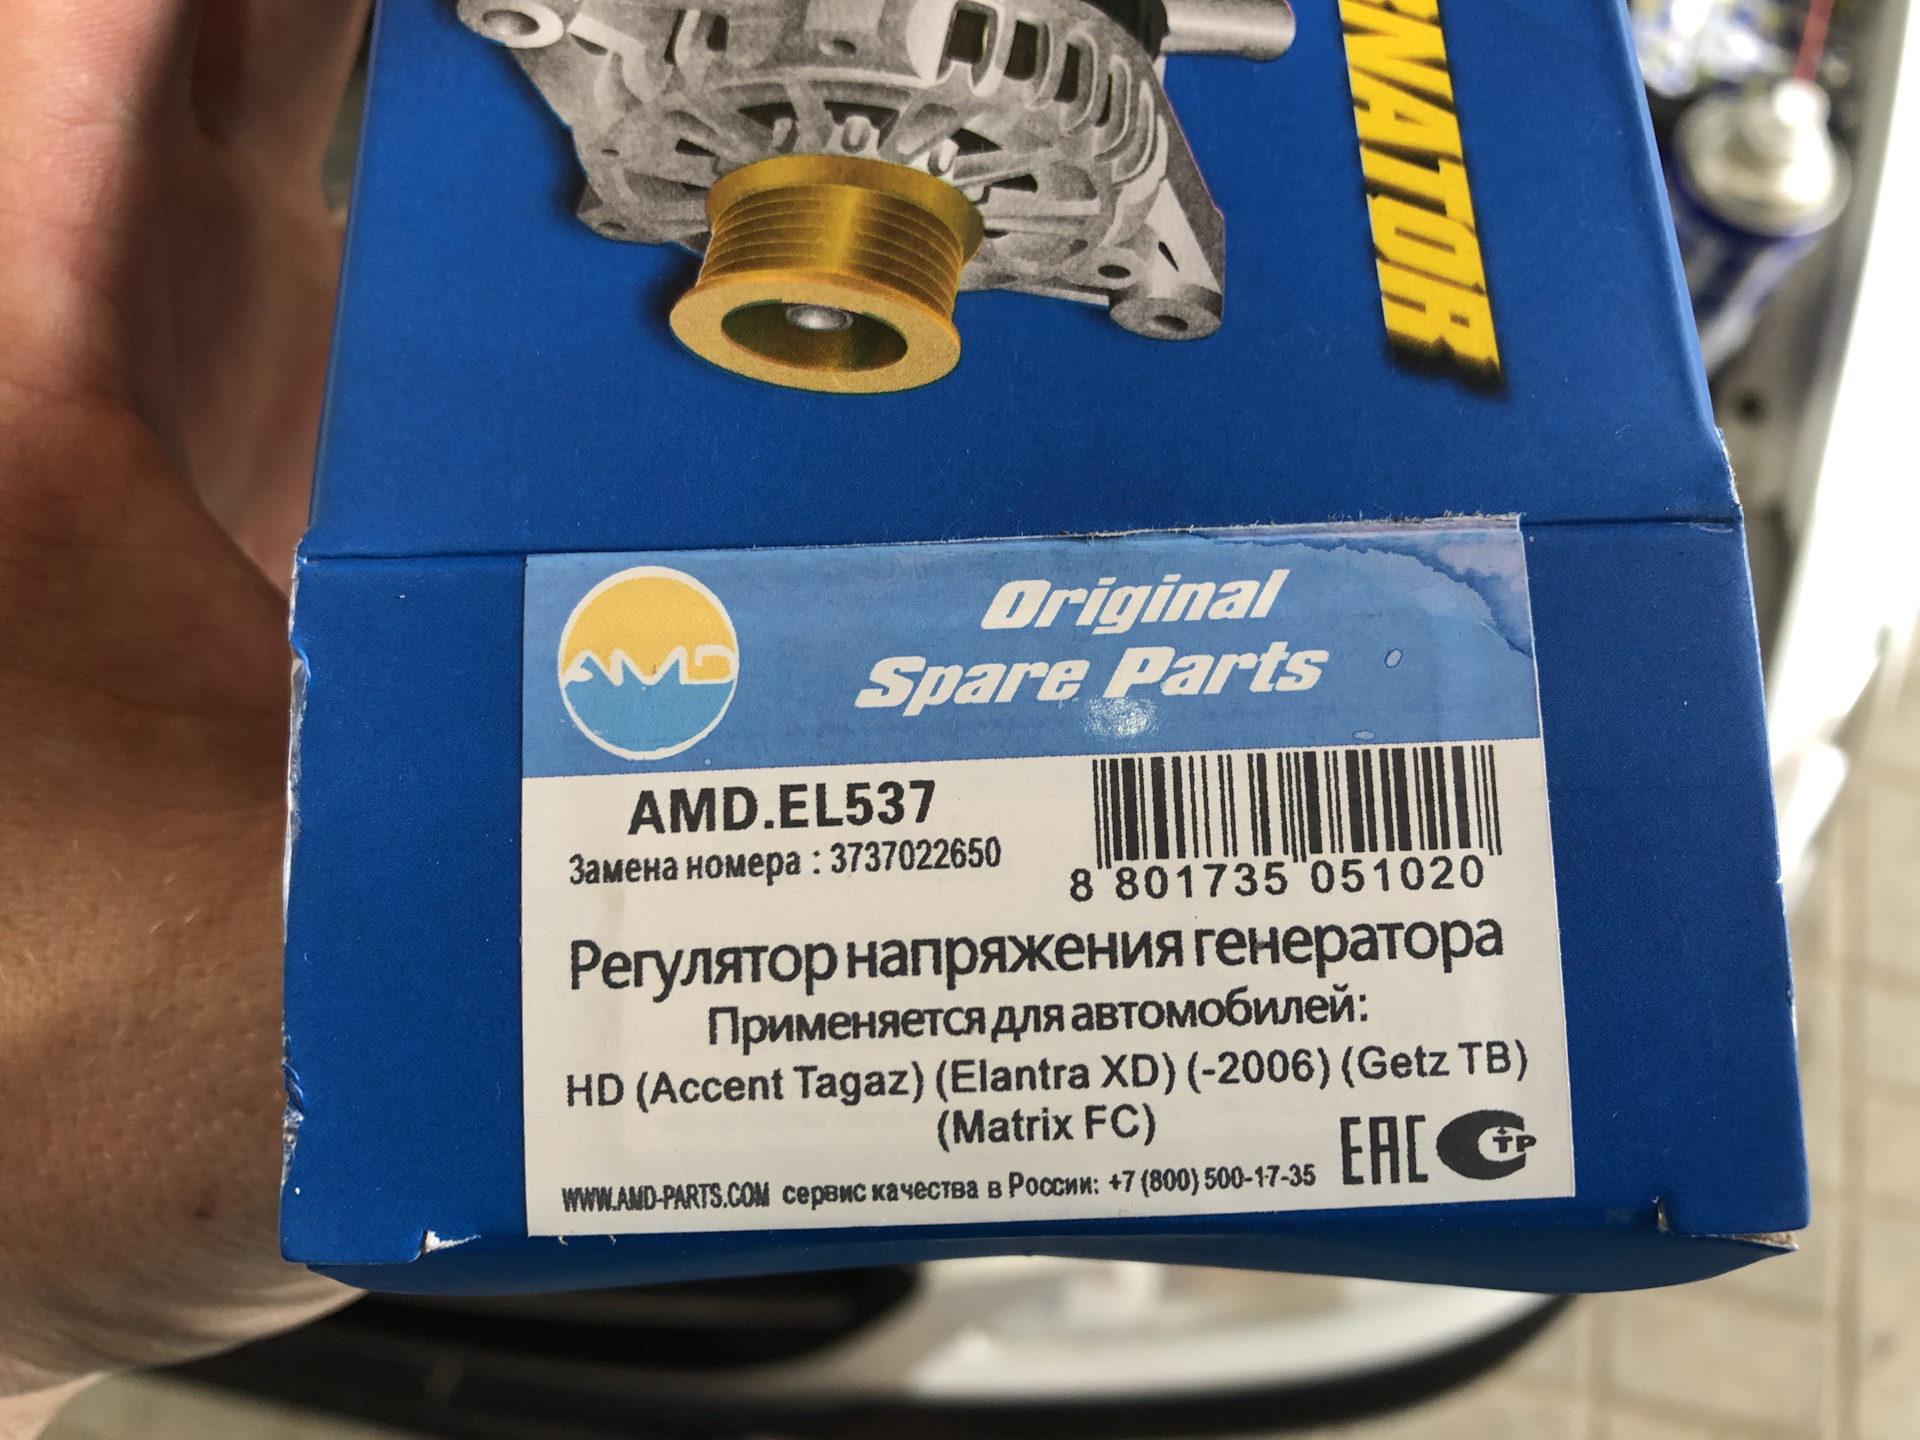 Original
Spare Parts
AMD
AMD.EL537
Замена номера : 3737022650
8 801735 051020
Регулятор напряжения генератора
Применяется для автомобилей:
HD (Accent Tagaz) (Elantra XD) (-2006) (Getz TB)
(Matrix FC)
EAC
СТР
WWW.AMD-PARTS.COM сервис качества в России: +7 (800) 500-17-35